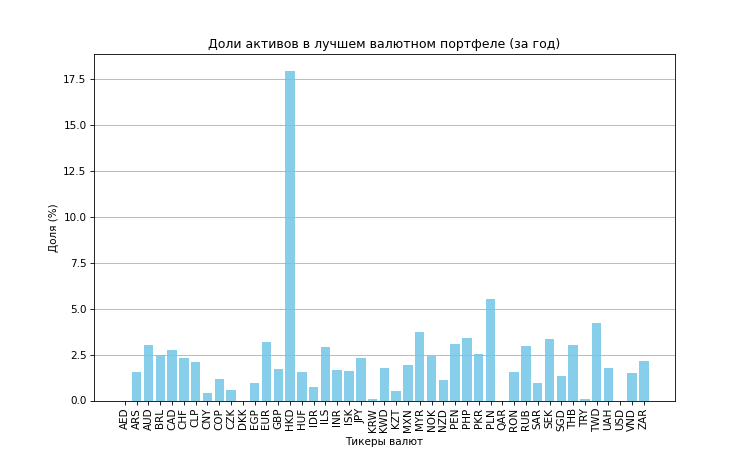 Доли активов в лучшем валютном портфеле (за год)
Доля (%)
17.5
15.0
12.5
10.0
7.5
5.0
2.5
0.0
AED ARS AUD BRL CAD CHF CLP CNY COP CZK DKK EGP EUR GBP HKD HUF IDR ILS INR ISK JPY KRW KWD KZT MXN MYR NOK NZD PEN PHP PKR PLN QAR RON RUB SAR SEK SGD THB TRY TWD UAH USD VND ZAR
Тикеры валют